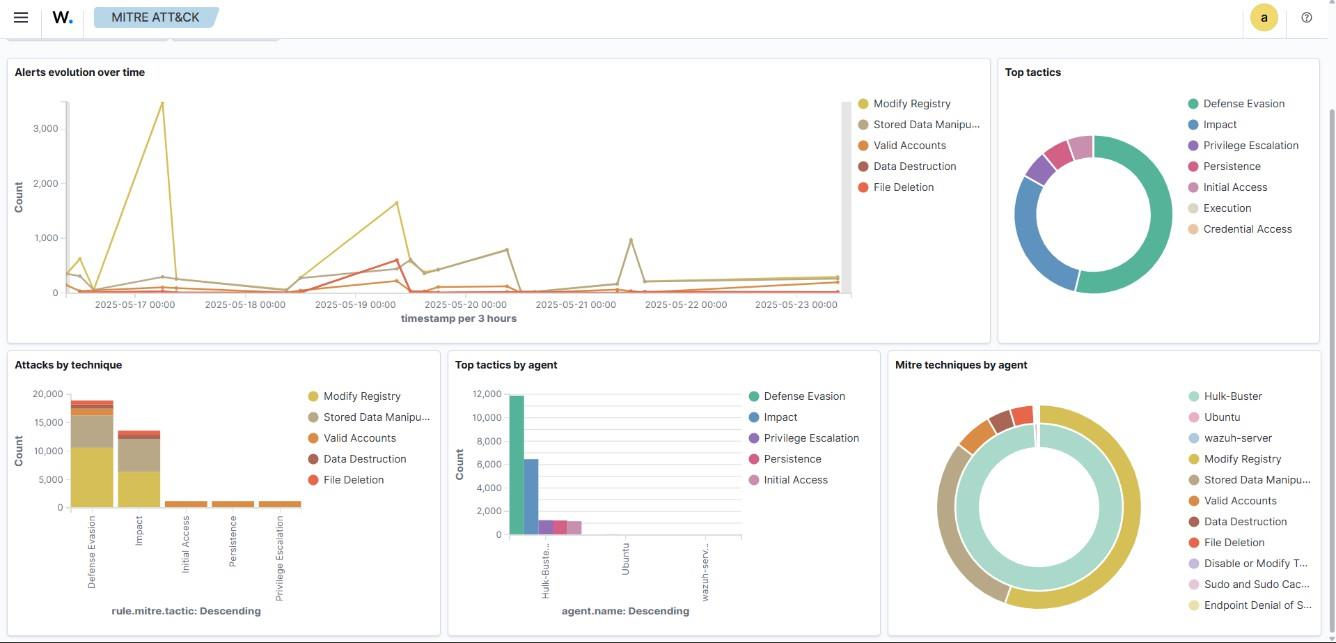 W.
MITRE ATT&CK
a
Alerts evolution over time
3,000
2,000
1,000
0
Count
2025-05-17 00:00
2025-05-18 00:00
2025-05-19 00:00
2025-05-20 00:00
2025-05-21 00:00
2025-05-22 00:00
2025-05-23 00:00
timestamp per 3 hours
Modify Registry
Stored Data Manipu...
Valid Accounts
Data Destruction
File Deletion
Top tactics
Defense Evasion
Impact
Privilege Escalation
Persistence
Initial Access
Execution
Credential Access
Attacks by technique
20,000
15,000
10,000
5,000
0
Count
Defense Evasion
Impact
Initial Access
Persistence
Privilege Escalation
rule.mitre.tactic: Descending
Modify Registry
Stored Data Manipu...
Valid Accounts
Data Destruction
File Deletion
Top tactics by agent
12,000
10,000
8,000
6,000
4,000
2,000
0
Count
Hulk-Buste...
Ubuntu
wazuh-serv...
agent.name: Descending
Defense Evasion
Impact
Privilege Escalation
Persistence
Initial Access
Mitre techniques by agent
Hulk-Buster
Ubuntu
wazuh-server
Modify Registry
Stored Data Manipu...
Valid Accounts
Data Destruction
File Deletion
Disable or Modify T...
Sudo and Sudo Cac...
Endpoint Denial of S...